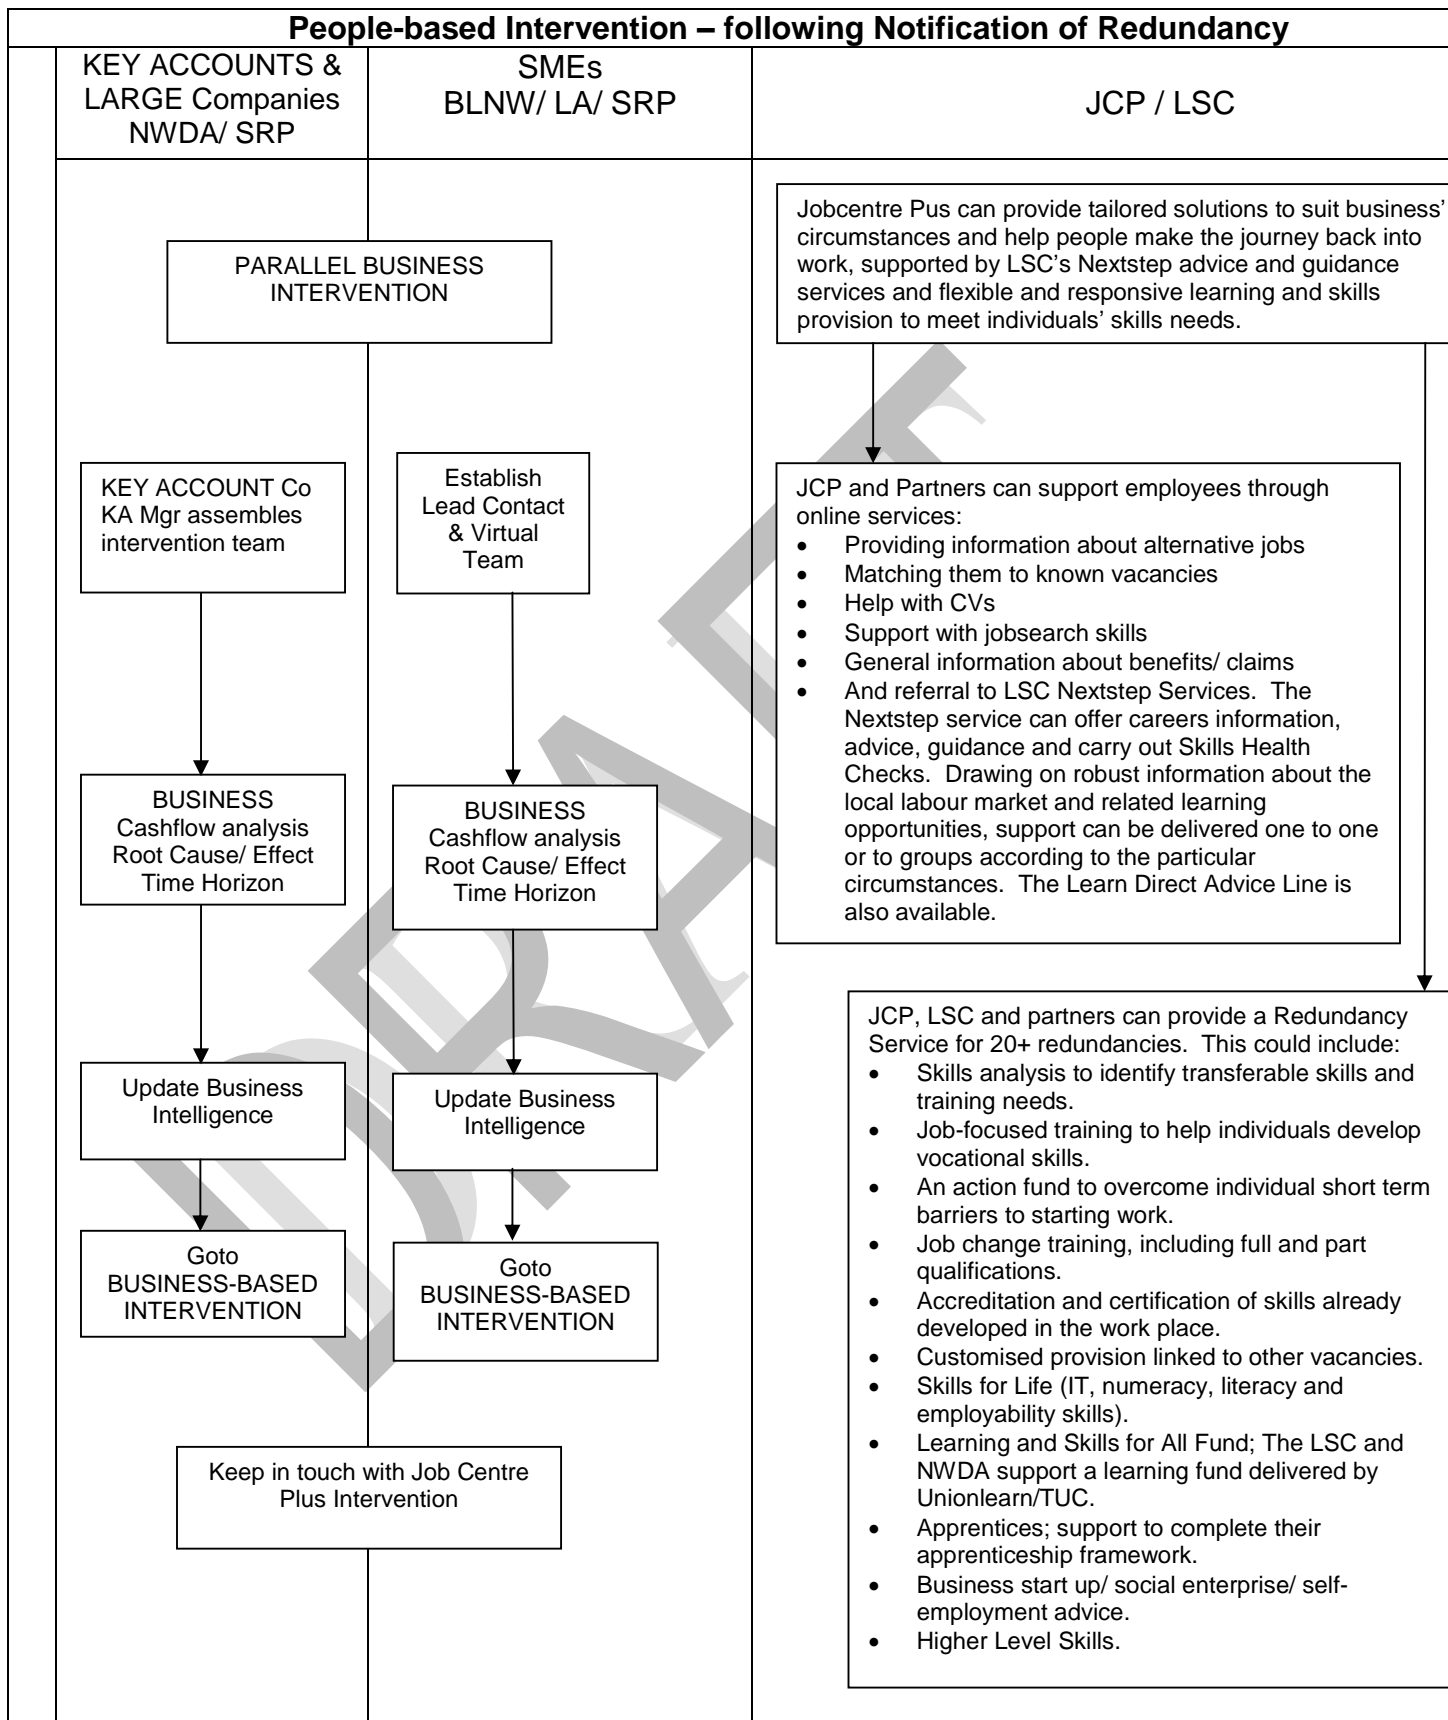 People-based Intervention – following Notification of Redundancy
KEY ACCOUNTS &
LARGE Companies
NWDA/ SRP
SMEs
BLNW/ LA/ SRP
JCP / LSC
PARALLEL BUSINESS
INTERVENTION
KEY ACCOUNT Co
KA Mgr assembles
intervention team
BUSINESS
Cashflow analysis
Root Cause/ Effect
Time Horizon
Update Business
Intelligence
Goto
BUSINESS-BASED
INTERVENTION
Establish
Lead Contact
& Virtual
Team
BUSINESS
Cashflow analysis
Root Cause/ Effect
Time Horizon
Update Business
Intelligence
Goto
BUSINESS-BASED
INTERVENTION
Keep in touch with Job Centre
Plus Intervention
Jobcentre Pus can provide tailored solutions to suit business’
circumstances and help people make the journey back into
work, supported by LSC’s Nextstep advice and guidance
services and flexible and responsive learning and skills
provision to meet individuals’ skills needs.
JCP and Partners can support employees through
online services:
• Providing information about alternative jobs
• Matching them to known vacancies
• Help with CVs
• Support with jobsearch skills
• General information about benefits/ claims
• And referral to LSC Nextstep Services. The
Nextstep service can offer careers information,
advice, guidance and carry out Skills Health
Checks. Drawing on robust information about the
local labour market and related learning
opportunities, support can be delivered one to one
or to groups according to the particular
circumstances. The Learn Direct Advice Line is
also available.
JCP, LSC and partners can provide a Redundancy
Service for 20+ redundancies. This could include:
• Skills analysis to identify transferable skills and
training needs.
• Job-focused training to help individuals develop
vocational skills.
• An action fund to overcome individual short term
barriers to starting work.
• Job change training, including full and part
qualifications.
• Accreditation and certification of skills already
developed in the work place.
• Customised provision linked to other vacancies.
• Skills for Life (IT, numeracy, literacy and
employability skills).
• Learning and Skills for All Fund; The LSC and
NWDA support a learning fund delivered by
Unionlearn/TUC.
• Apprentices; support to complete their
apprenticeship framework.
• Business start up/ social enterprise/ self-
employment advice.
• Higher Level Skills.
DRAFT